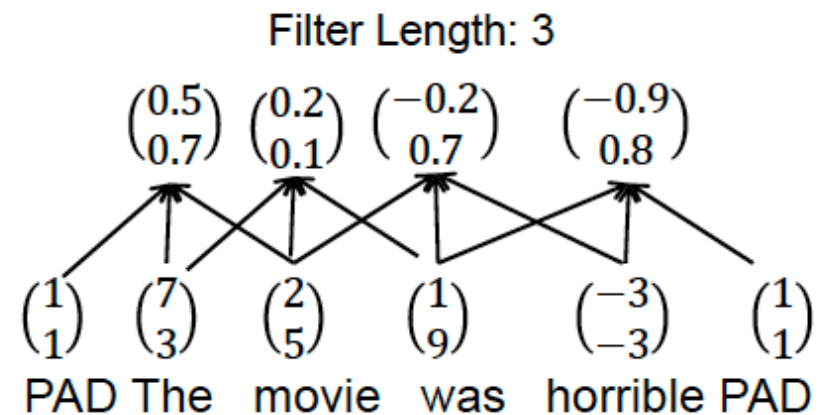 Filter Length: 3
0.5 0.2 −0.2 −0.9
0.7 0.1 0.7 0.8
1 7 2 1 −3 1
1 3 5 9 −3 1
PAD The movie was horrible PAD